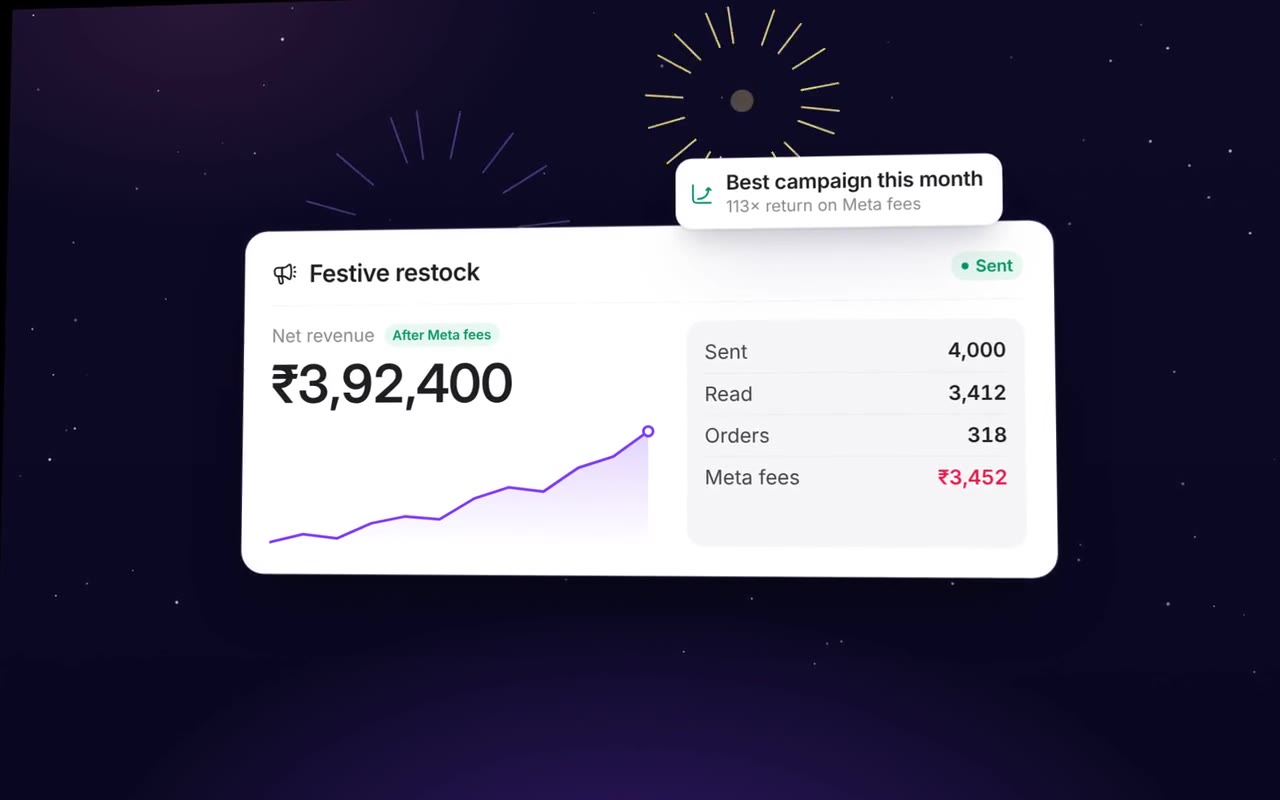 Best campaign this month
113× return on Meta fees
Festive restock
Sent
Net revenue
After Meta fees
₹3,92,400
Sent 4,000
Read 3,412
Orders 318
Meta fees ₹3,452